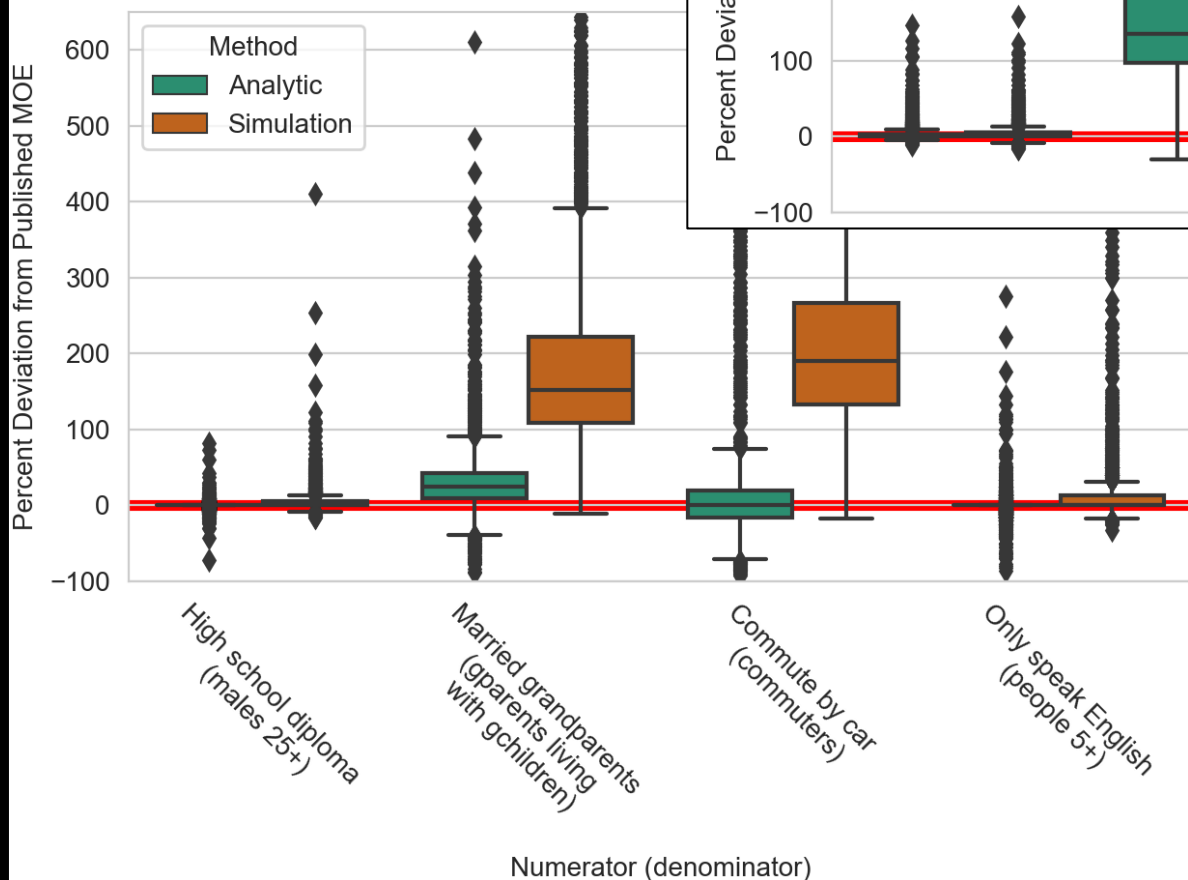 Percent Deviation from Published MOE
600
500
400
300
200
100
0
−100
Method
Analytic
Simulation
Percent
100
0
−100
High school diploma
(males 25+)
Married grandparents
(gparents living
with gchildren)
Commute by car
(commuters)
Only speak English
(people 5+)
Numerator (denominator)